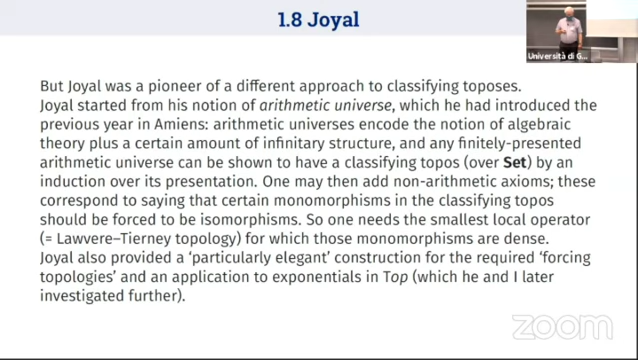 1.8 Joyal
Università di G...
But Joyal was a pioneer of a different approach to classifying toposes.
Joyal started from his notion of arithmetic universe, which he had introduced the
previous year in Amiens: arithmetic universes encode the notion of algebraic
theory plus a certain amount of infinitary structure, and any finitely-presented
arithmetic universe can be shown to have a classifying topos (over Set) by an
induction over its presentation. One may then add non-arithmetic axioms; these
correspond to saying that certain monomorphisms in the classifying topos
should be forced to be isomorphisms. So one needs the smallest local operator
(= Lawvere–Tierney topology) for which those monomorphisms are dense.
Joyal also provided a ‘particularly elegant’ construction for the required ‘forcing
topologies’ and an application to exponentials in Top (which he and I later
investigated further).
zoom